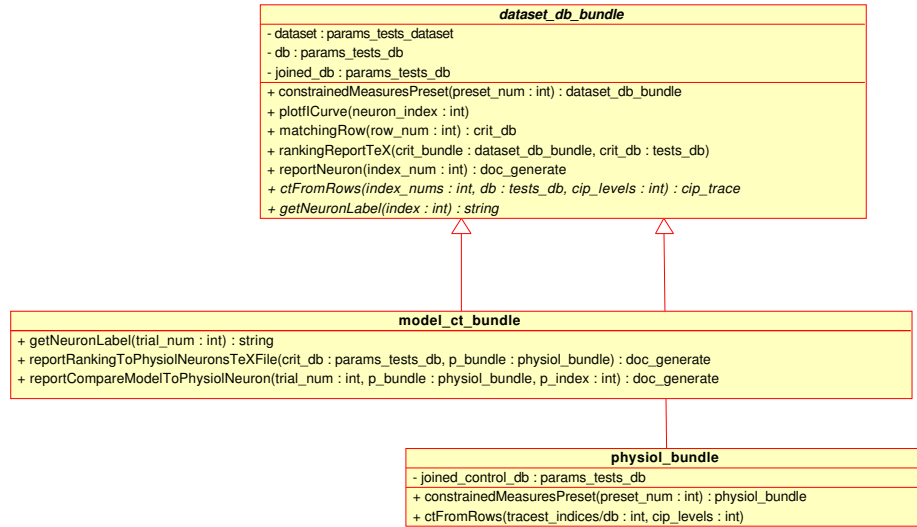 dataset_db_bundle
- dataset : params_tests_dataset
- db : params_tests_db
- joined_db : params_tests_db
+ constrainedMeasuresPreset(preset_num : int) : dataset_db_bundle
+ plotfICurve(neuron_index : int)
+ matchingRow(row_num : int) : crit_db
+ rankingReportTeX(crit_bundle : dataset_db_bundle, crit_db : tests_db)
+ reportNeuron(index_num : int) : doc_generate
+ ctFromRows(index_nums : int, db : tests_db, cip_levels : int) : cip_trace
+ getNeuronLabel(index : int) : string
model_ct_bundle
+ getNeuronLabel(trial_num : int) : string
+ reportRankingToPhysiolNeuronsTeXFile(crit_db : params_tests_db, p_bundle : physiol_bundle) : doc_generate
+ reportCompareModelToPhysiolNeuron(trial_num : int, p_bundle : physiol_bundle, p_index : int) : doc_generate
physiol_bundle
- joined_control_db : params_tests_db
+ constrainedMeasuresPreset(preset_num : int) : physiol_bundle
+ ctFromRows(tracest_indices/db : int, cip_levels : int)